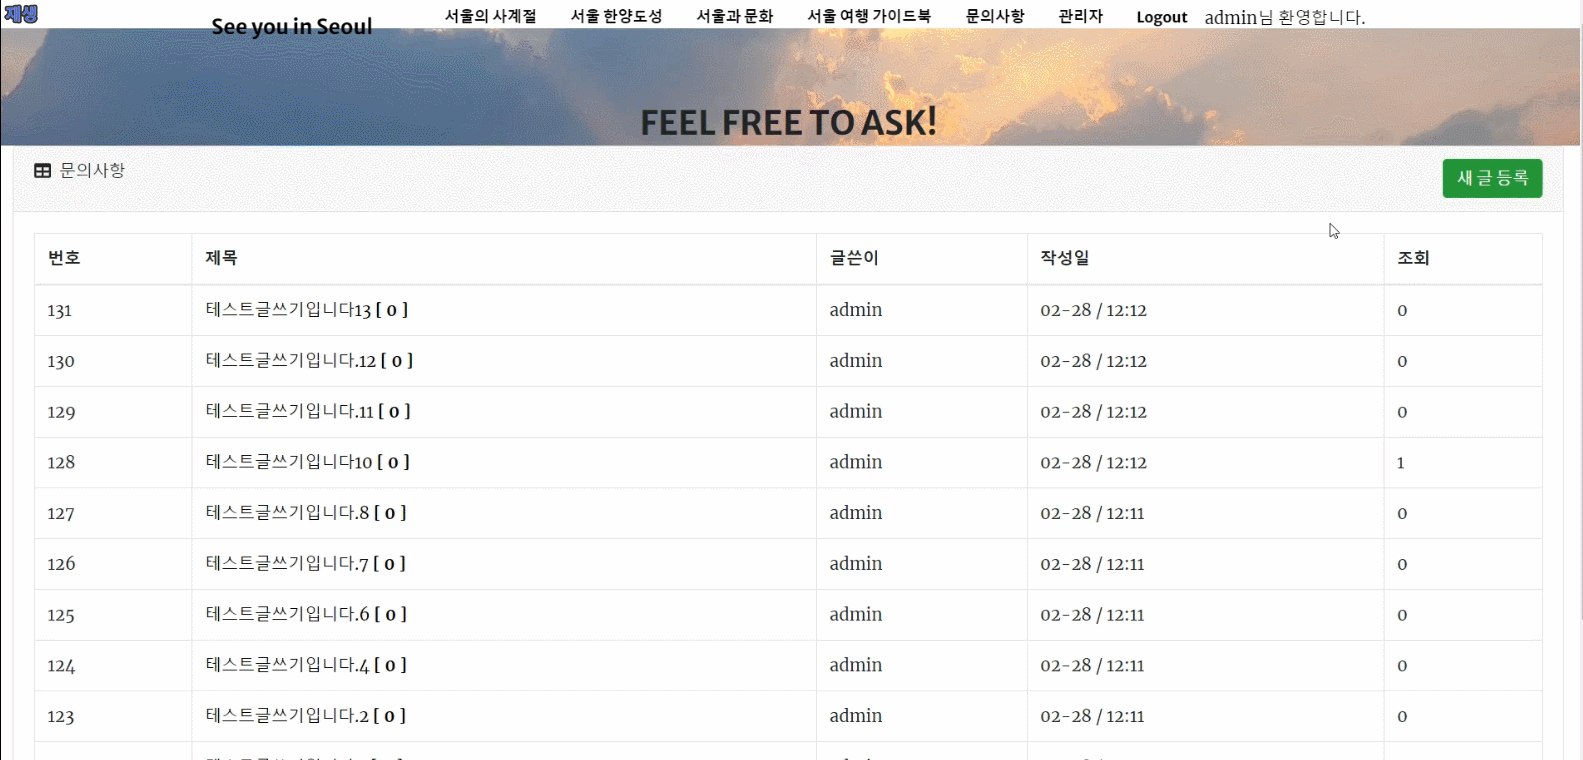 재생
See you in Seoul 서울의 사계절 서울 한양도성 서울과 문화 서울 여행 가이드북 문의사항 관리자 Logout admin님 환영합니다.
FEEL FREE TO ASK!
문의사항 새 글 등록
번호 제목 글쓴이 작성일 조회
131 테스트글쓰기입니다13 [ 0 ] admin 02-28 / 12:12 0
130 테스트글쓰기입니다.12 [ 0 ] admin 02-28 / 12:12 0
129 테스트글쓰기입니다.11 [ 0 ] admin 02-28 / 12:12 0
128 테스트글쓰기입니다10 [ 0 ] admin 02-28 / 12:12 1
127 테스트글쓰기입니다.8 [ 0 ] admin 02-28 / 12:11 0
126 테스트글쓰기입니다.7 [ 0 ] admin 02-28 / 12:11 0
125 테스트글쓰기입니다.6 [ 0 ] admin 02-28 / 12:11 0
124 테스트글쓰기입니다.4 [ 0 ] admin 02-28 / 12:11 0
123 테스트글쓰기입니다.2 [ 0 ] admin 02-28 / 12:11 0